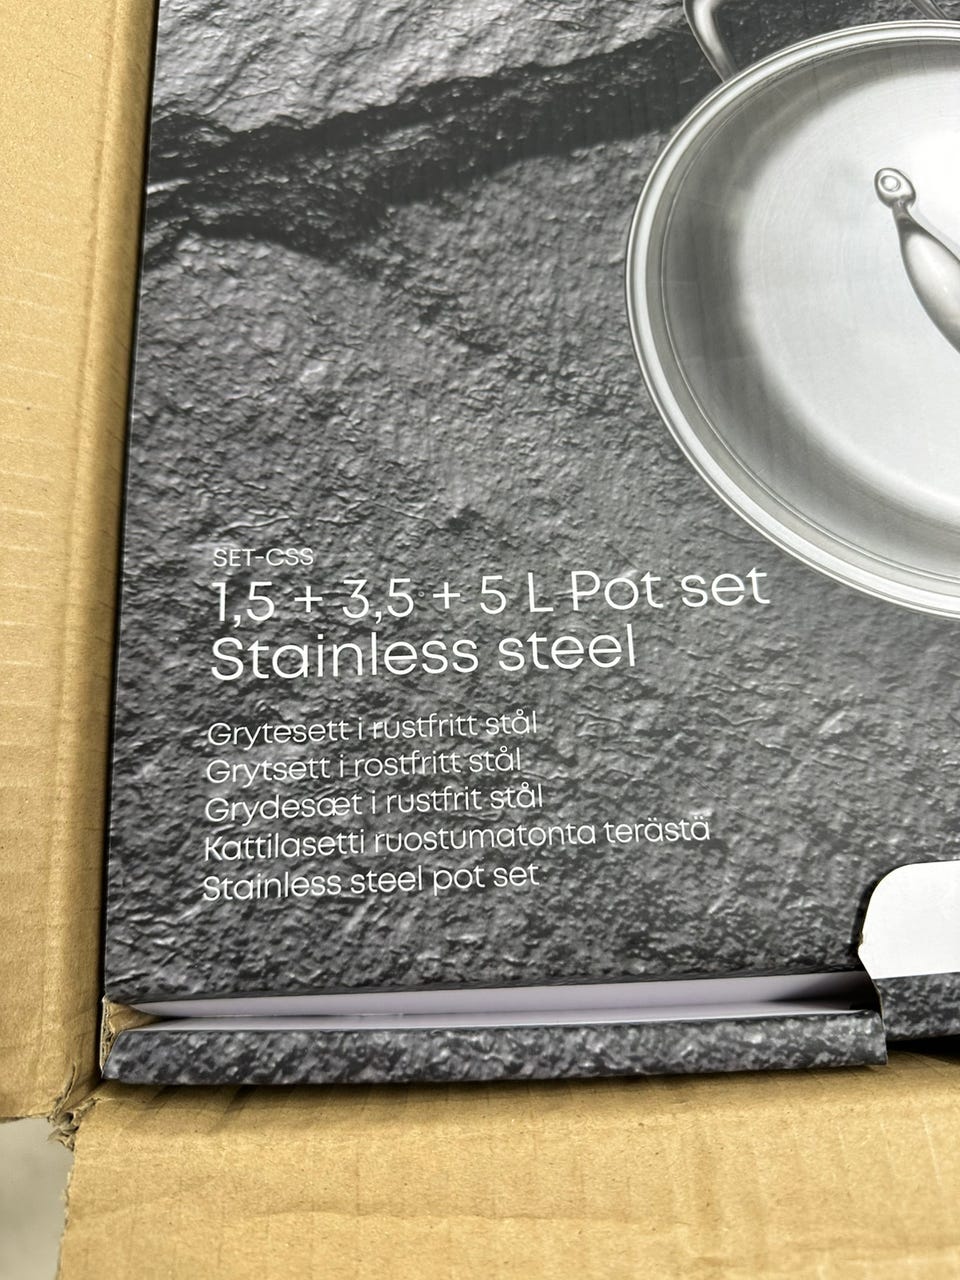 SET-CSS
1,5 + 3,5 + 5 L Pot set
Stainless steel
Grytesett i rustfritt stål
Grytsett i rostfritt stål
Grydesæt i rustfrit stål
Kattilasetti ruostumatonta terästä
Stainless steel pot set